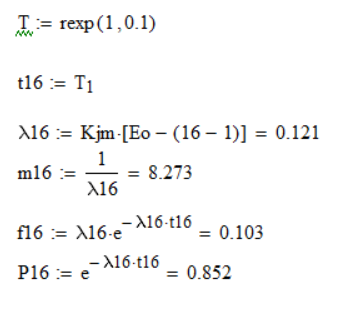 T := rexp(1,0.1)
t16 := T₁
λ16 := Kjm·[Eo − (16 − 1)] = 0.121
m16 := 1/λ16 = 8.273
f16 := λ16·e^(−λ16·t16) = 0.103
P16 := e^(−λ16·t16) = 0.852